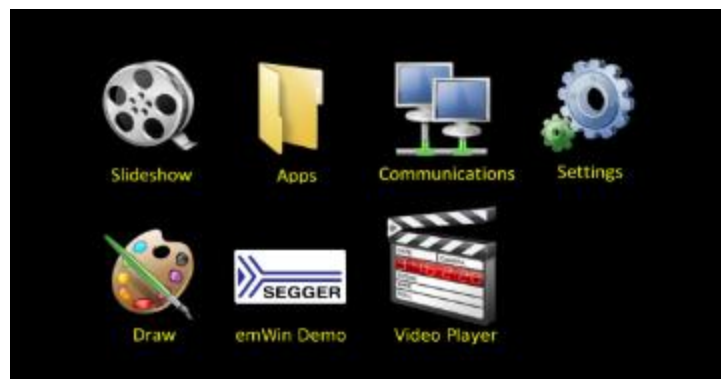 Slideshow
Apps
Communications
Settings
SEGGER
Draw
emWin Demo
Video Player